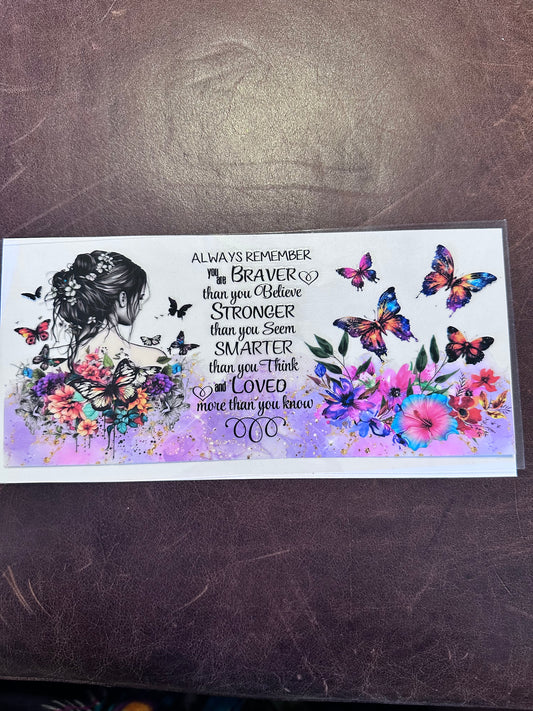 ALWAYS REMEMBER
you are BRAVER
than you Believe
STRONGER
than you Seem
SMARTER
than you Think
and LOVED
more than you know